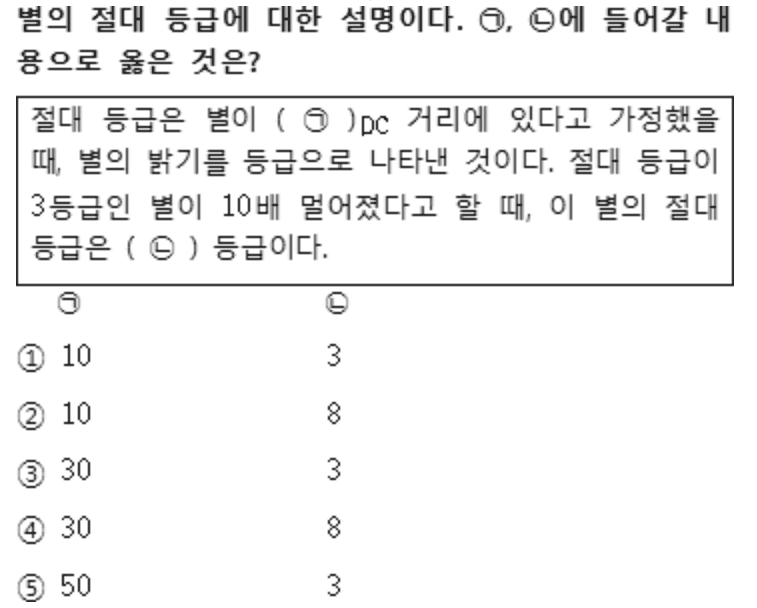 별의 절대 등급에 대한 설명이다. ㉠, ㉡에 들어갈 내
용으로 옳은 것은?
절대 등급은 별이 ( ㉠ )pc 거리에 있다고 가정했을
때, 별의 밝기를 등급으로 나타낸 것이다. 절대 등급이
3등급인 별이 10배 멀어졌다고 할 때, 이 별의 절대
등급은 ( ㉡ ) 등급이다.
㉠ ㉡
① 10 3
② 10 8
③ 30 3
④ 30 8
⑤ 50 3